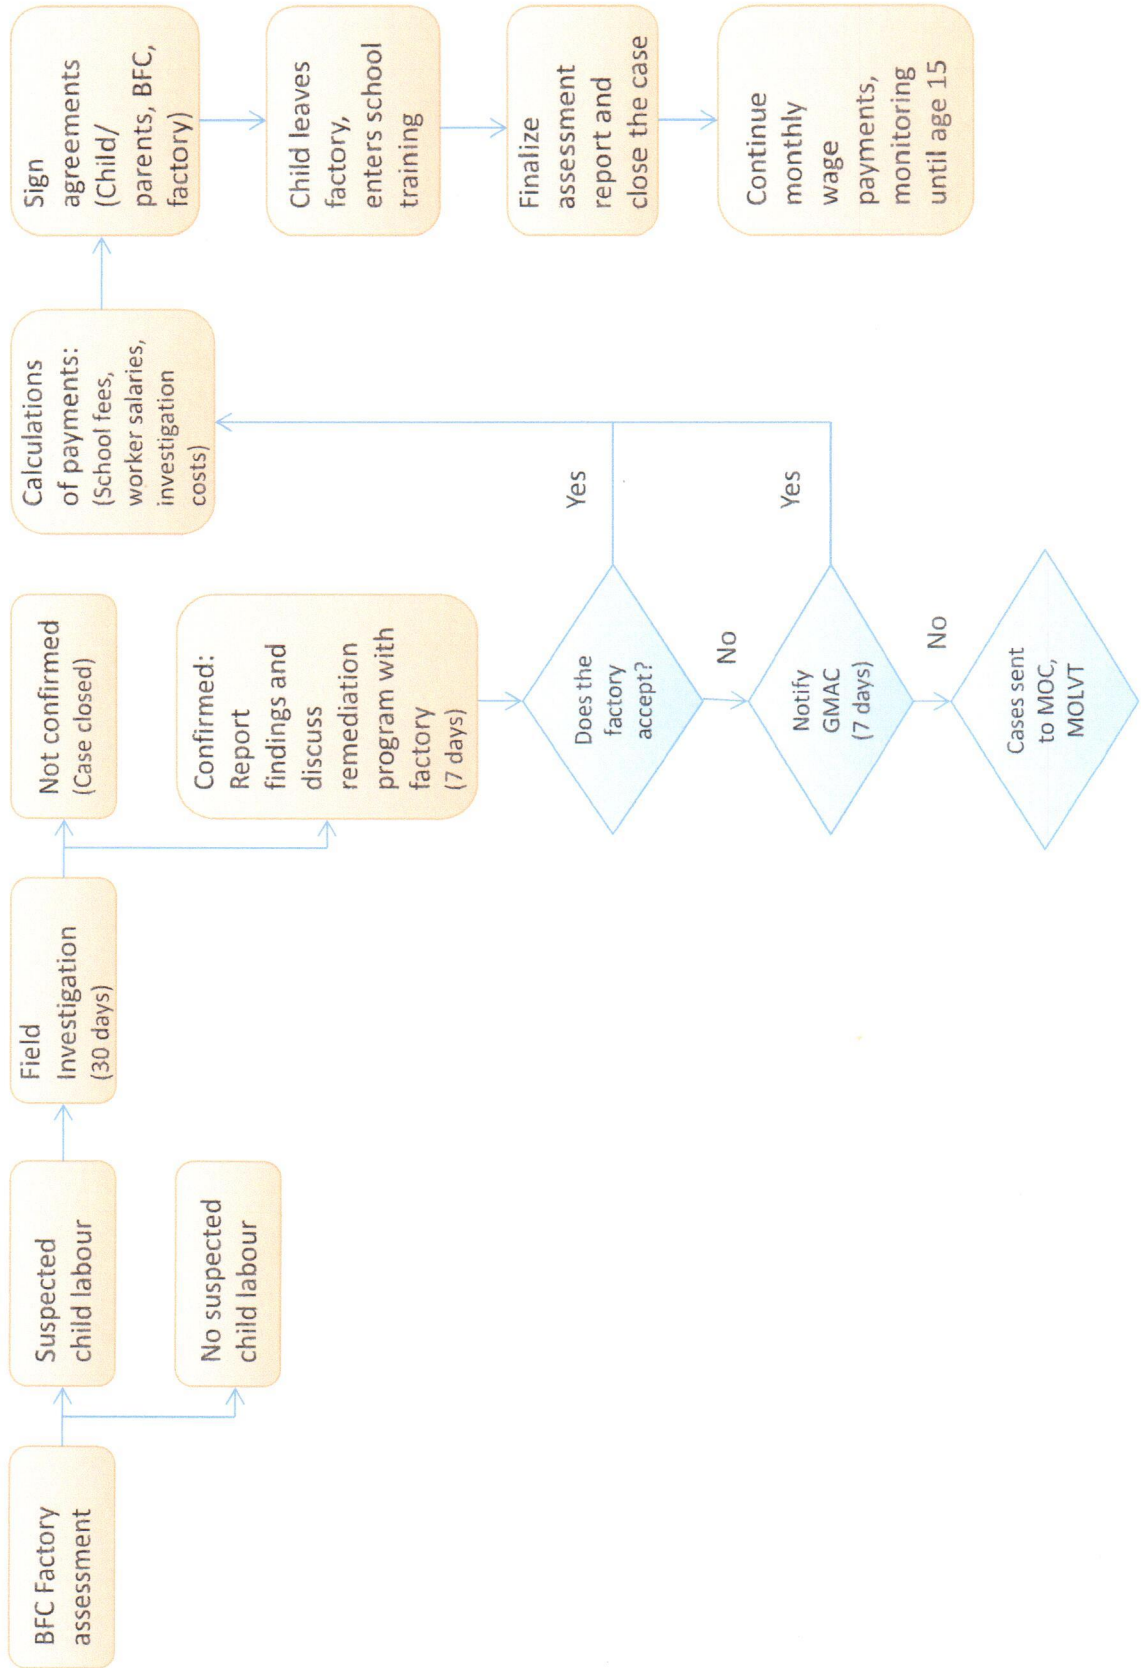 BFC Factory
assessment
Suspected
child labour
No suspected
child labour
Field
Investigation
(30 days)
Not confirmed
(Case closed)
Confirmed:
Report
findings and
discuss
remediation
program with
factory
(7 days)
Does the
factory
accept?
Yes
No
Notify
GMAC
(7 days)
Yes
No
Cases sent
to MOC,
MOLVT
Calculations
of payments:
(School fees,
worker salaries,
investigation
costs)
Sign
agreements
(Child/
parents, BFC,
factory)
Child leaves
factory,
enters school
training
Finalize
assessment
report and
close the case
Continue
monthly
wage
payments,
monitoring
until age 15